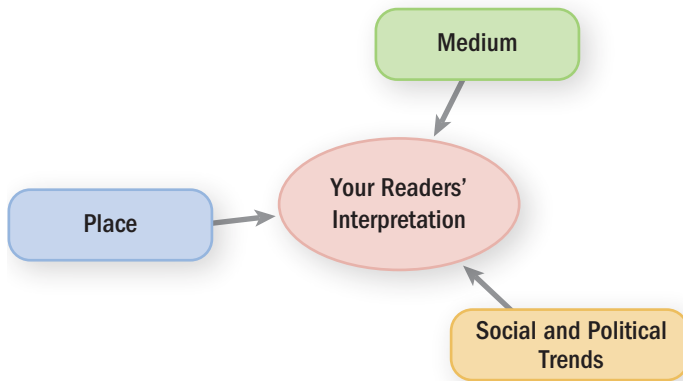 Medium
Your Readers’
Interpretation
Place
Social and Political
Trends